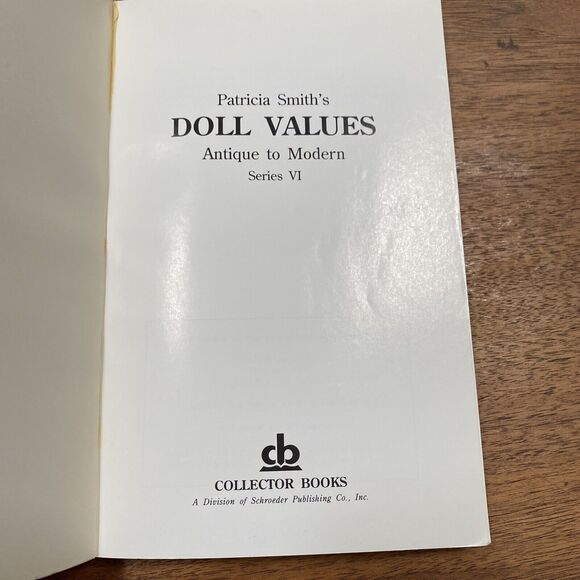 Patricia Smith's
DOLL VALUES
Antique to Modern
Series VI
cb
COLLECTOR BOOKS
A Division of Schroeder Publishing Co., Inc.